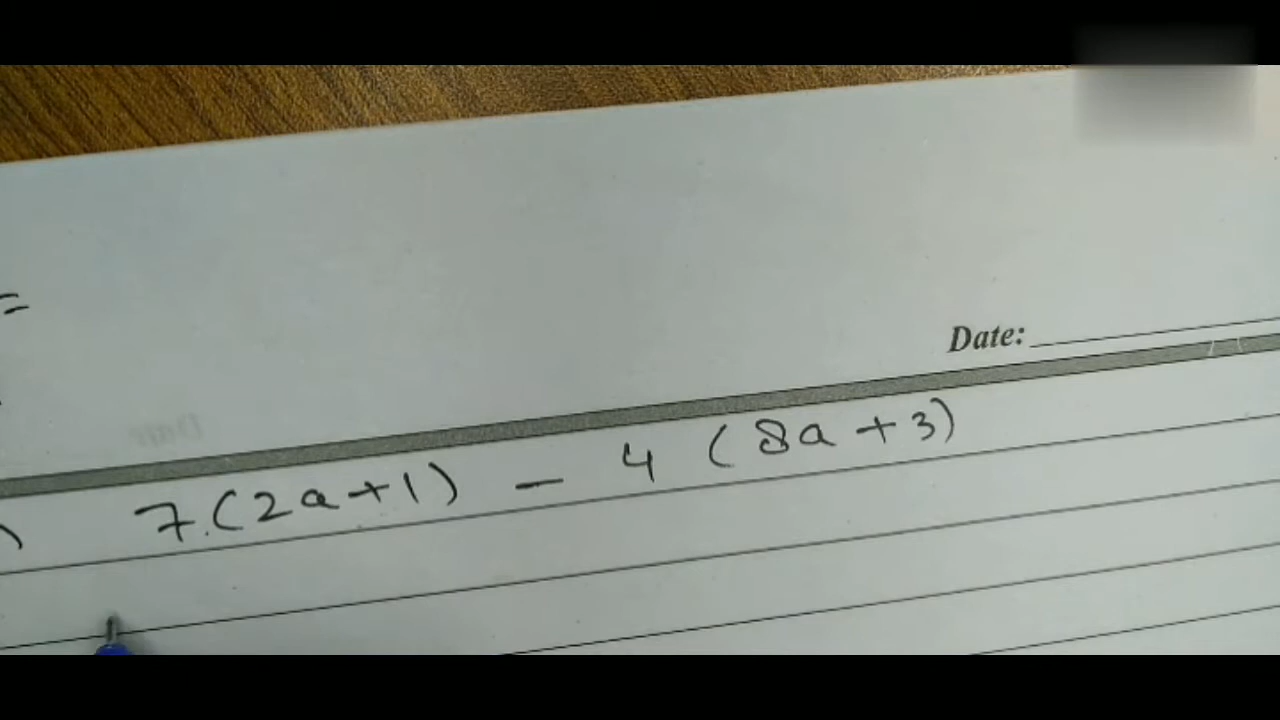 =
Date:
) 7.(2a+1) - 4 (8a+3)